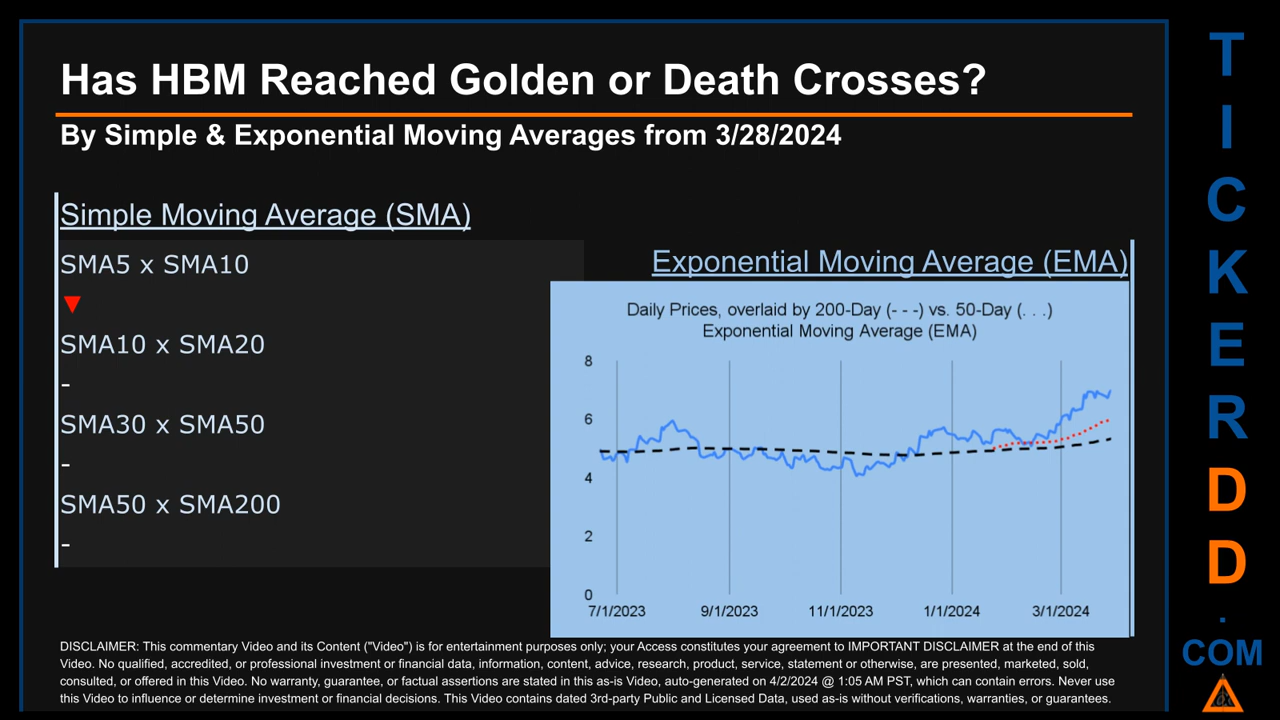 Has HBM Reached Golden or Death Crosses?
By Simple & Exponential Moving Averages from 3/28/2024
Simple Moving Average (SMA)
SMA5 x SMA10
▼
SMA10 x SMA20
-
SMA30 x SMA50
-
SMA50 x SMA200
-
Exponential Moving Average (EMA)
Daily Prices, overlaid by 200-Day (- - -) vs. 50-Day (. . .)
Exponential Moving Average (EMA)
8
6
4
2
0
7/1/2023 9/1/2023 11/1/2023 1/1/2024 3/1/2024
DISCLAIMER: This commentary Video and its Content ("Video") is for entertainment purposes only; your Access constitutes your agreement to IMPORTANT DISCLAIMER at the end of this
Video. No qualified, accredited, or professional investment or financial data, information, content, advice, research, product, service, statement or otherwise, are presented, marketed, sold,
consulted, or offered in this Video. No warranty, guarantee, or factual assertions are stated in this as-is Video, auto-generated on 4/2/2024 @ 1:05 AM PST, which can contain errors. Never use
this Video to influence or determine investment or financial decisions. This Video contains dated 3rd-party Public and Licensed Data, used as-is without verifications, warranties, or guarantees.
T
I
C
K
E
R
D
D
.
COM